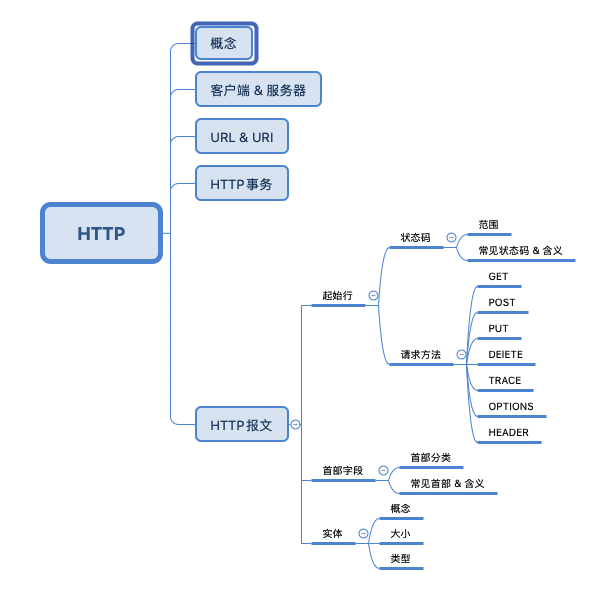 HTTP
概念
客户端 & 服务器
URL & URI
HTTP事务
HTTP报文
起始行
状态码
范围
常见状态码 & 含义
请求方法
GET
POST
PUT
DEIETE
TRACE
OPTIONS
HEADER
首部字段
首部分类
常见首部 & 含义
实体
概念
大小
类型